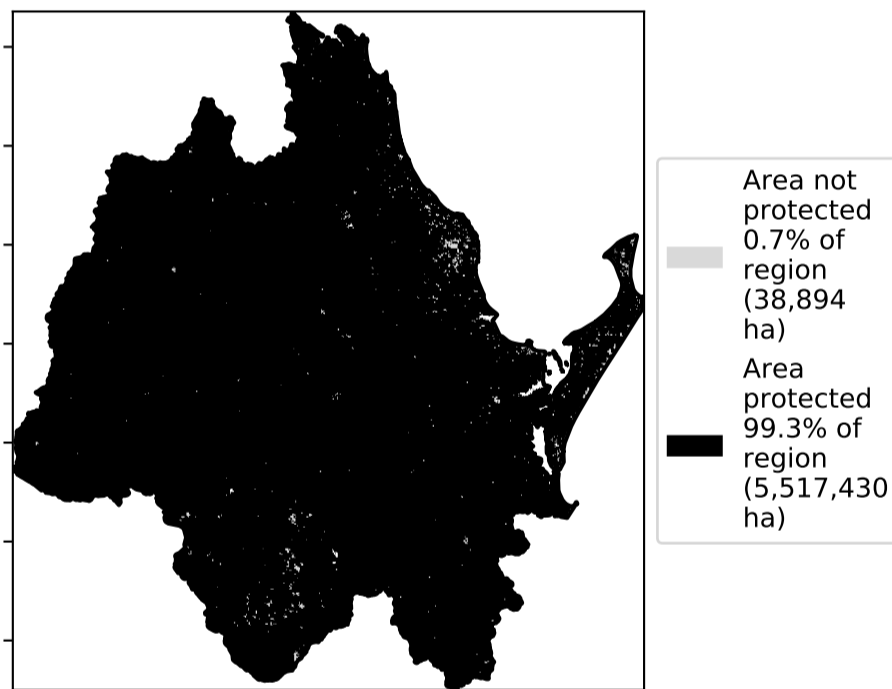 Area not
protected
0.7% of
region
(38,894
ha)
Area
protected
99.3% of
region
(5,517,430
ha)